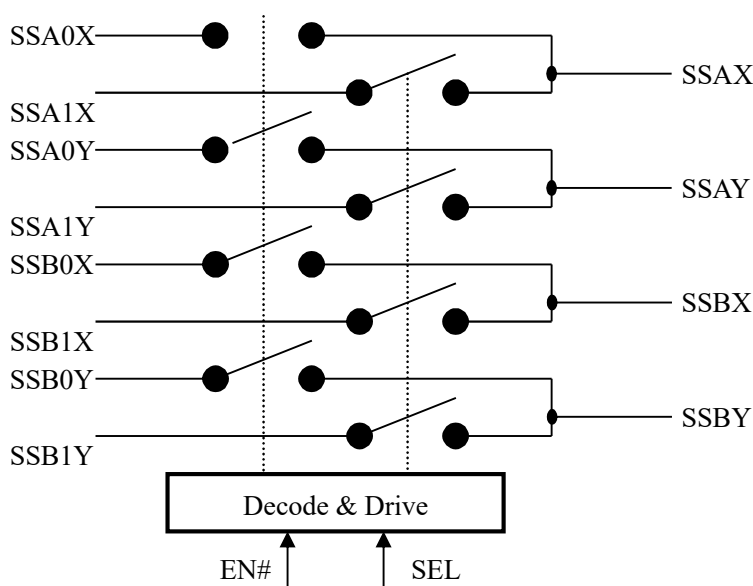 SSA0X
SSAX
SSA1X
SSA0Y
SSAY
SSA1Y
SSB0X
SSBX
SSB1X
SSB0Y
SSBY
SSB1Y
Decode & Drive
EN# SEL